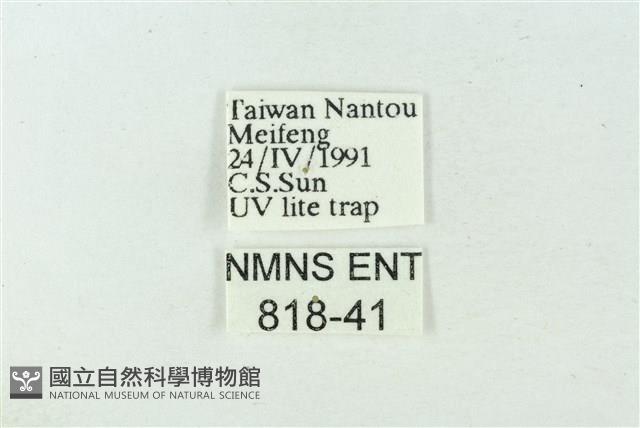 Taiwan Nantou
Meifeng
24/IV/1991
C.S.Sun
UV lite trap
NMNS ENT
818-41
國立自然科學博物館
NATIONAL MUSEUM OF NATURAL SCIENCE